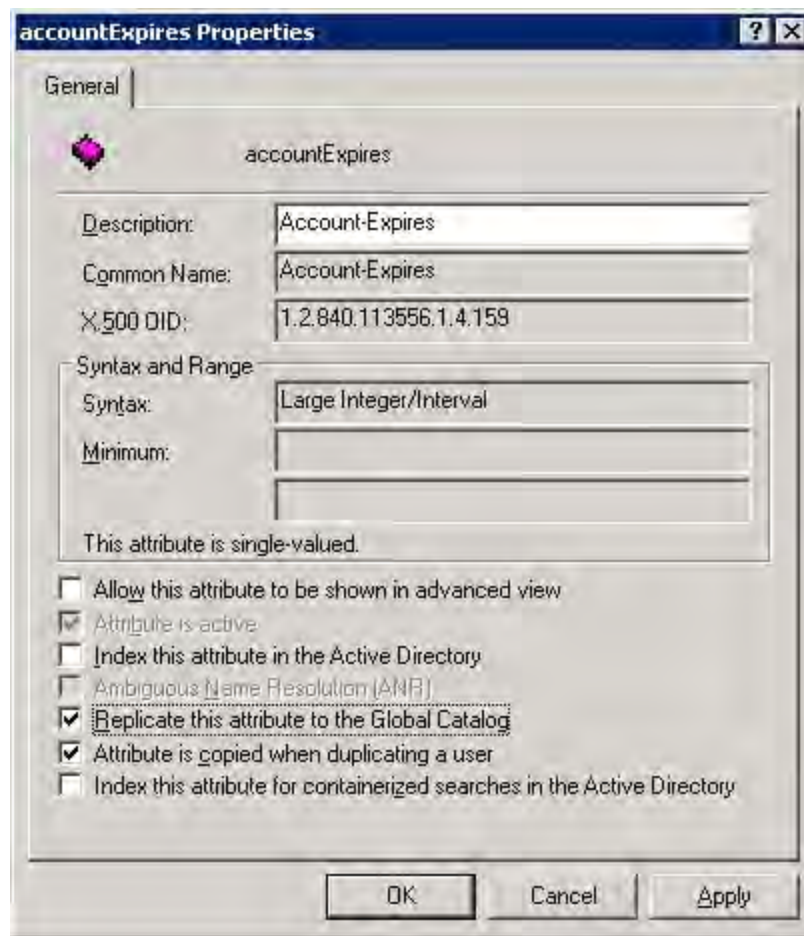 accountExpires Properties
General
accountExpires
Description: Account-Expires
Common Name: Account-Expires
X.500 OID: 1.2.840.113556.1.4.159
Syntax and Range
Syntax: Large Integer/Interval
Minimum:
This attribute is single-valued.
Allow this attribute to be shown in advanced view
Attribute is active
Index this attribute in the Active Directory
Ambiguous Name Resolution (ANR)
Replicate this attribute to the Global Catalog
Attribute is copied when duplicating a user
Index this attribute for containerized searches in the Active Directory
OK Cancel Apply